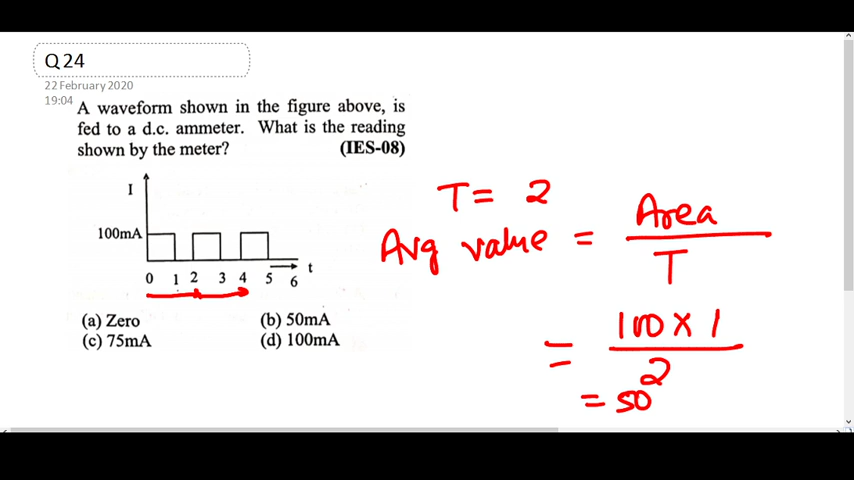 Q 24
22 February 2020
19:04
A waveform shown in the figure above, is
fed to a d.c. ammeter. What is the reading
shown by the meter? (IES-08)
I
100mA
0 1 2 3 4 5 6 t
(a) Zero (b) 50mA
(c) 75mA (d) 100mA
T = 2
Avg value = Area
T
= 100 x 1
2
= 50